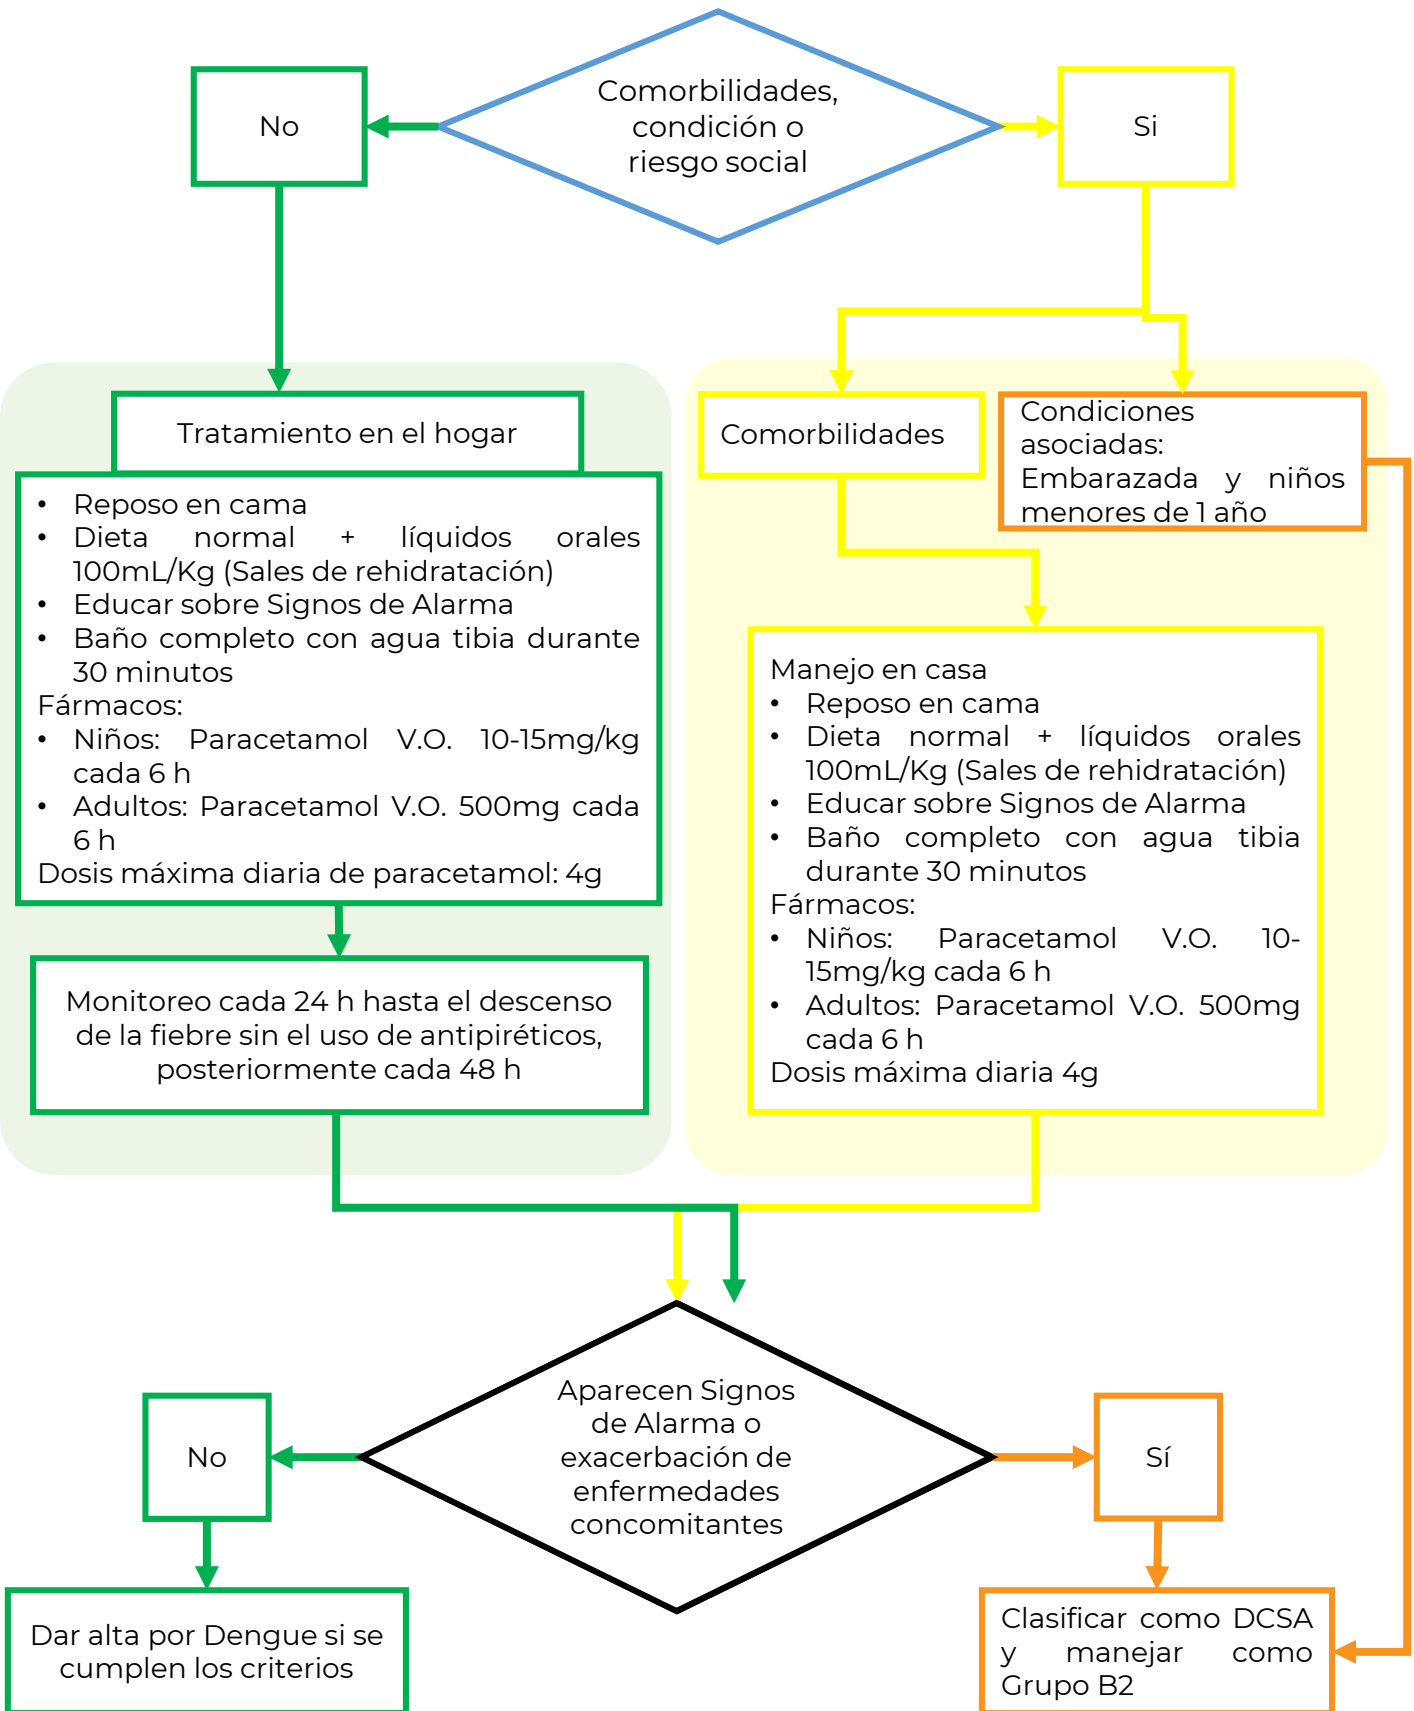 Comorbilidades,
condición o
riesgo social
No
Si
Tratamiento en el hogar
• Reposo en cama
• Dieta normal + líquidos orales
100mL/Kg (Sales de rehidratación)
• Educar sobre Signos de Alarma
• Baño completo con agua tibia durante
30 minutos
Fármacos:
• Niños: Paracetamol V.O. 10-15mg/kg
cada 6 h
• Adultos: Paracetamol V.O. 500mg cada
6 h
Dosis máxima diaria de paracetamol: 4g
Monitoreo cada 24 h hasta el descenso
de la fiebre sin el uso de antipiréticos,
posteriormente cada 48 h
Comorbilidades
Condiciones
asociadas:
Embarazada y niños
menores de 1 año
Manejo en casa
• Reposo en cama
• Dieta normal + líquidos orales
100mL/Kg (Sales de rehidratación)
• Educar sobre Signos de Alarma
• Baño completo con agua tibia
durante 30 minutos
Fármacos:
• Niños: Paracetamol V.O. 10-
15mg/kg cada 6 h
• Adultos: Paracetamol V.O. 500mg
cada 6 h
Dosis máxima diaria 4g
Aparecen Signos
de Alarma o
exacerbación de
enfermedades
concomitantes
No
Sí
Dar alta por Dengue si se
cumplen los criterios
Clasificar como DCSA
y manejar como
Grupo B2